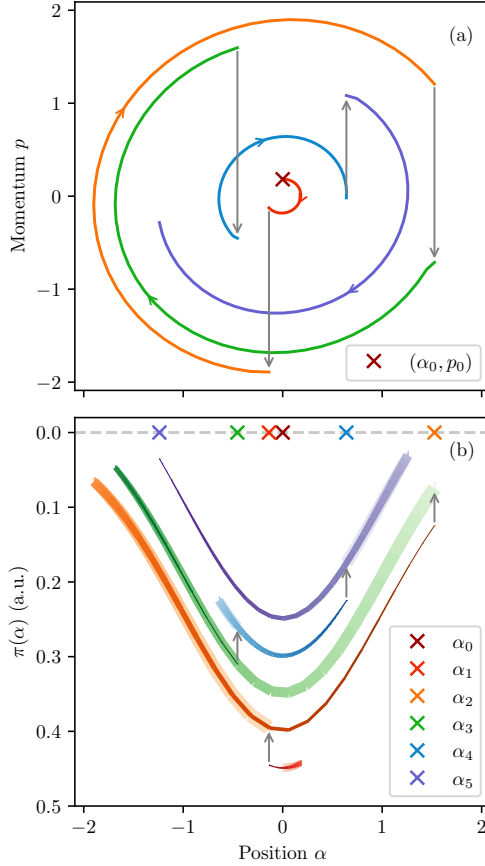 2
1
0
−1
−2
Momentum p
(a)
(α₀, p₀)
0.0
0.1
0.2
0.3
0.4
0.5
π(α) (a.u.)
(b)
α₀
α₁
α₂
α₃
α₄
α₅
−2
−1
0
1
2
Position α